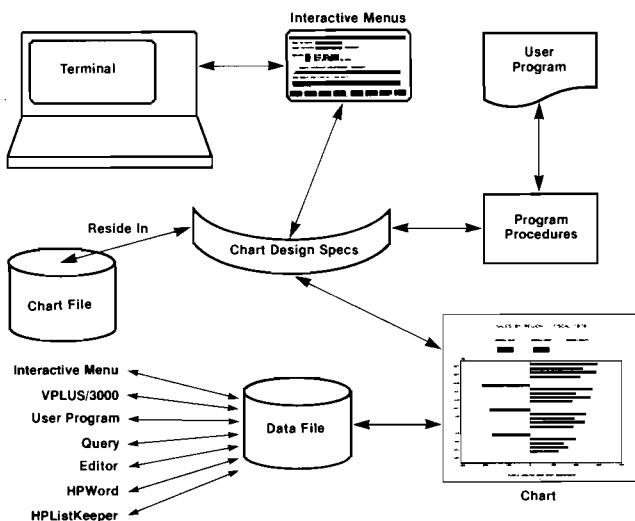 Interactive Menus
Terminal
User
Program
Reside In
Chart Design Specs
Program
Procedures
Chart File
Interactive Menu
VPLUS/3000
User Program
Query
Editor
HPWord
HPListKeeper
Data File
Chart